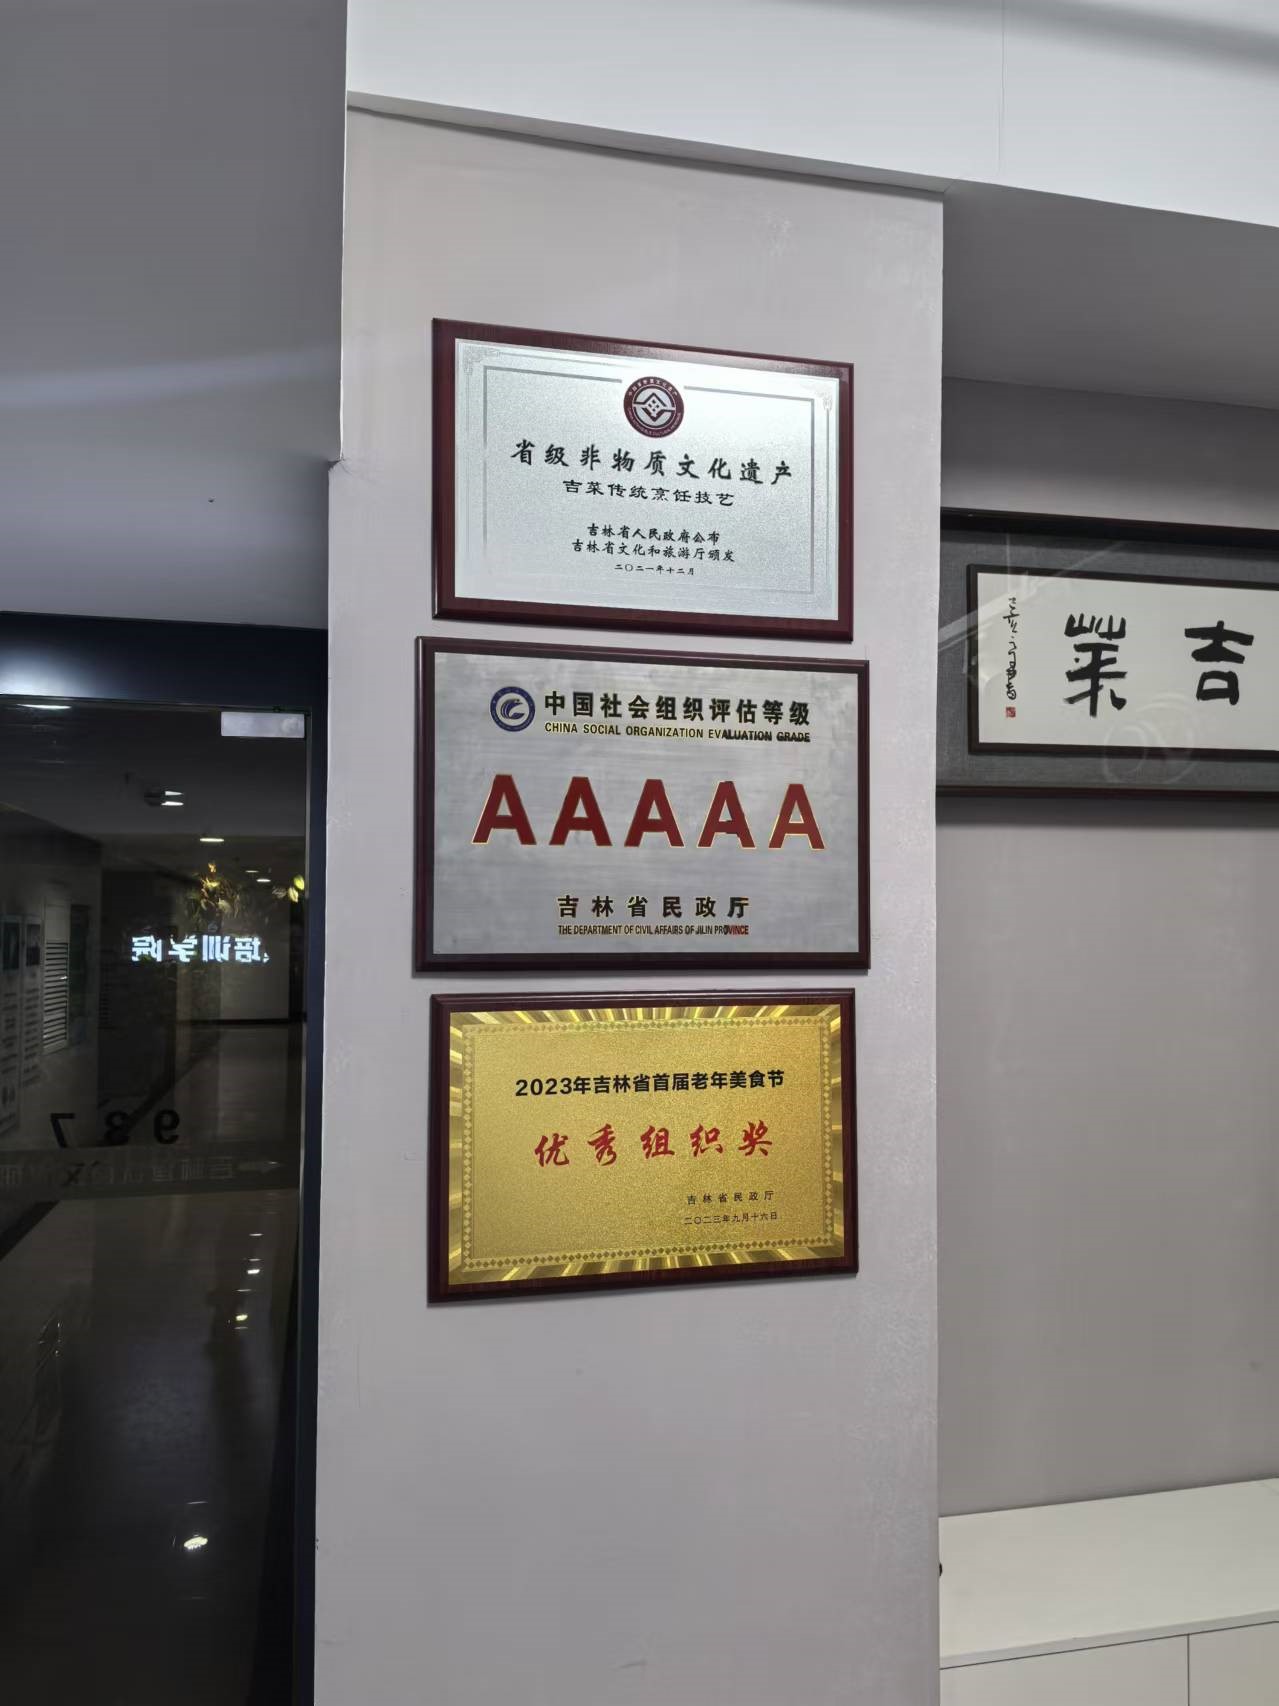 省级非物质文化遗产
吉菜传统烹饪技艺
吉林省人民政府公布
吉林省文化和旅游厅颁发
二〇二一年十二月
中国社会组织评估等级
CHINA SOCIAL ORGANIZATION EVALUATION GRADE
AAAAA
吉林省民政厅
THE DEPARTMENT OF CIVIL AFFAIRS OF JILIN PROVINCE
2023年吉林省首届老年美食节
优秀组织奖
吉林省民政厅
二〇二三年九月十六日
吉菜
培训学院
987